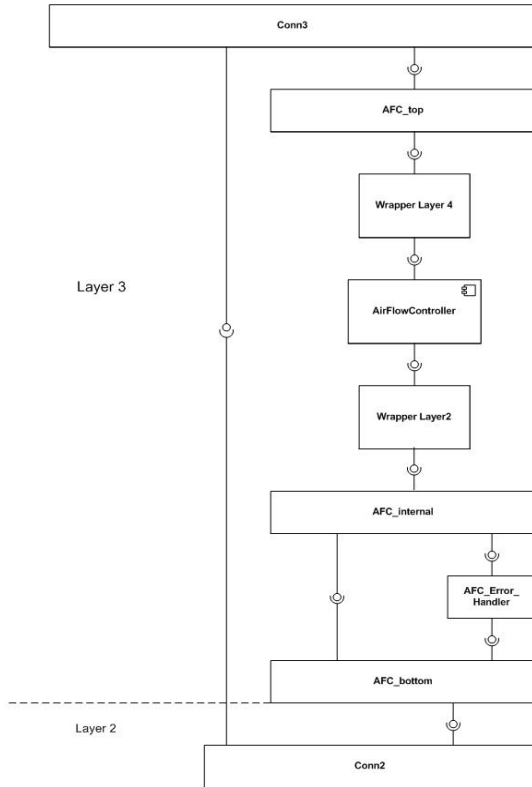 Conn3
AFC_top
Wrapper Layer 4
Layer 3
AirFlowController
Wrapper Layer2
AFC_internal
AFC_Error_
Handler
AFC_bottom
Layer 2
Conn2